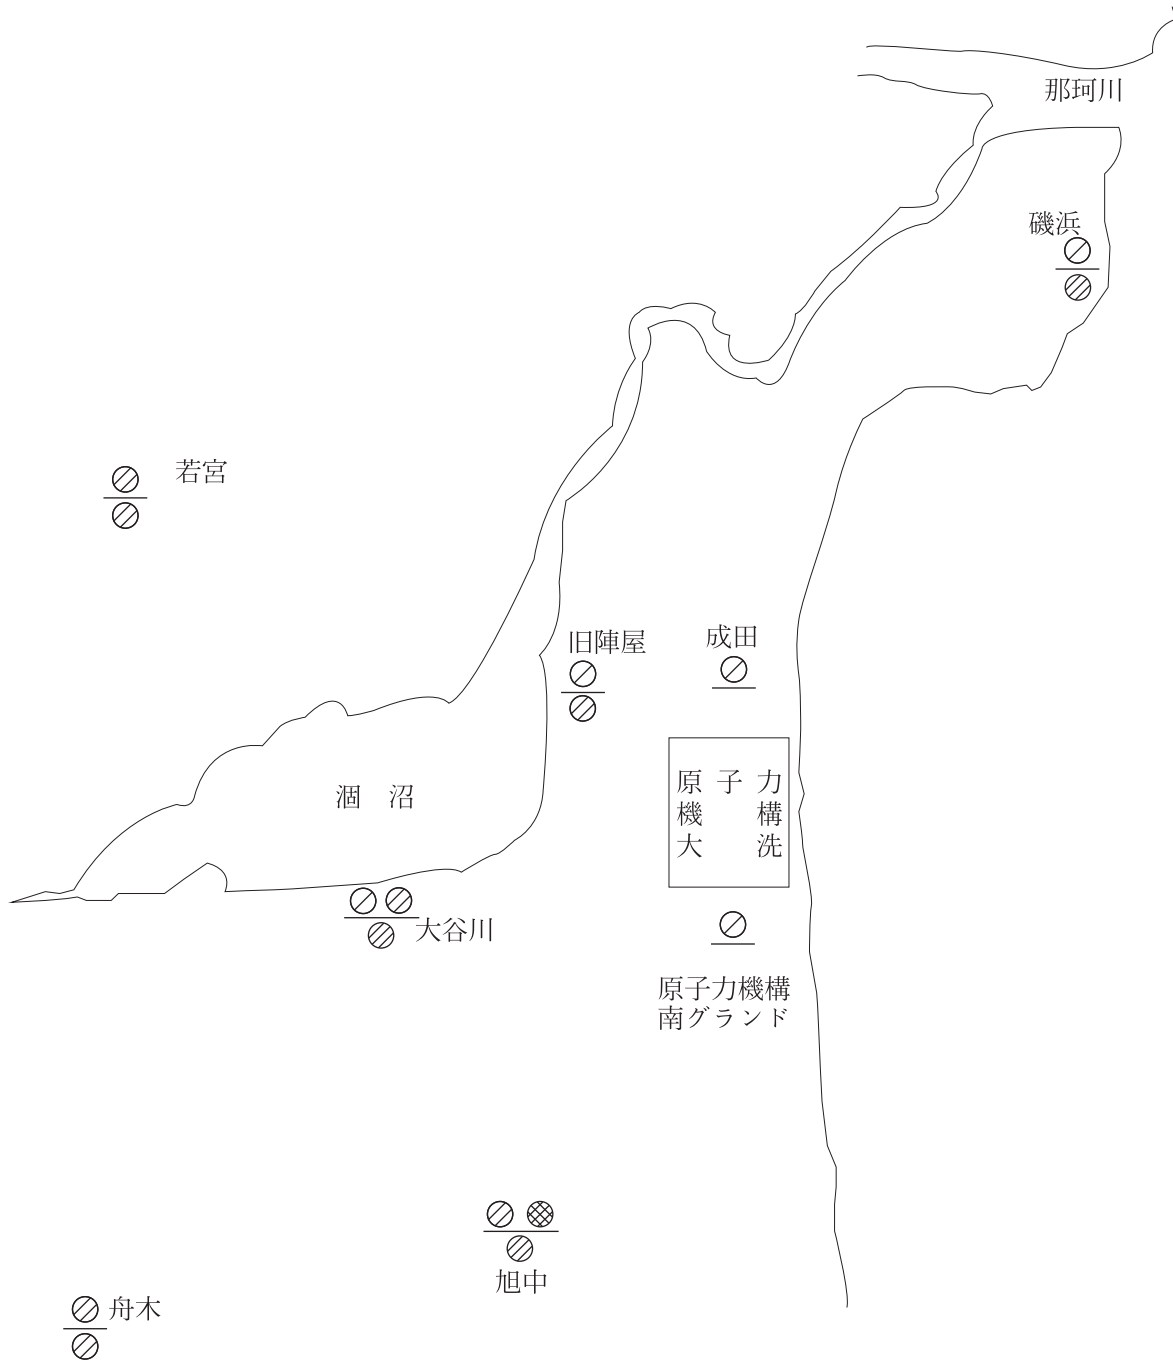 那珂川
磯浜
若宮
旧陣屋
成田
原子力
機構
大洗
涸沼
大谷川
原子力機構
南グランド
旭中
舟木